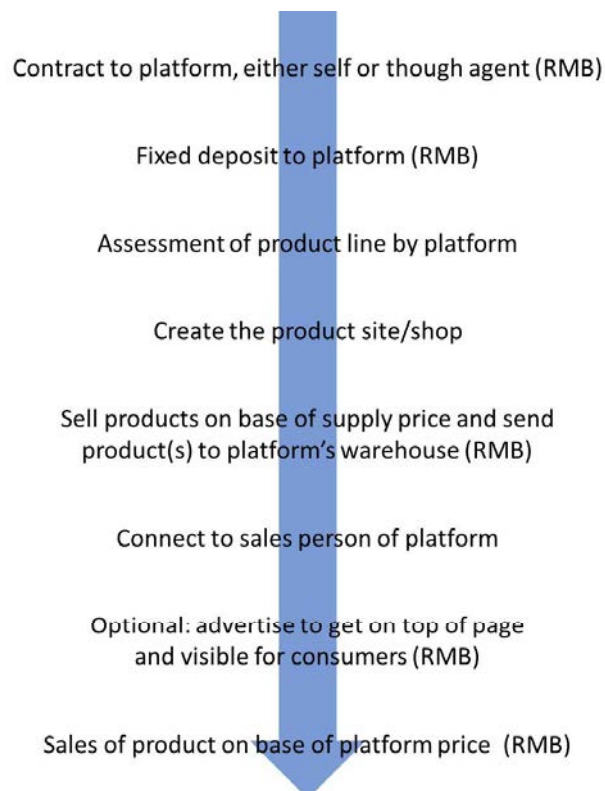 Contract to platform, either self or though agent (RMB)
Fixed deposit to platform (RMB)
Assessment of product line by platform
Create the product site/shop
Sell products on base of supply price and send
product(s) to platform's warehouse (RMB)
Connect to sales person of platform
Optional: advertise to get on top of page
and visible for consumers (RMB)
Sales of product on base of platform price (RMB)